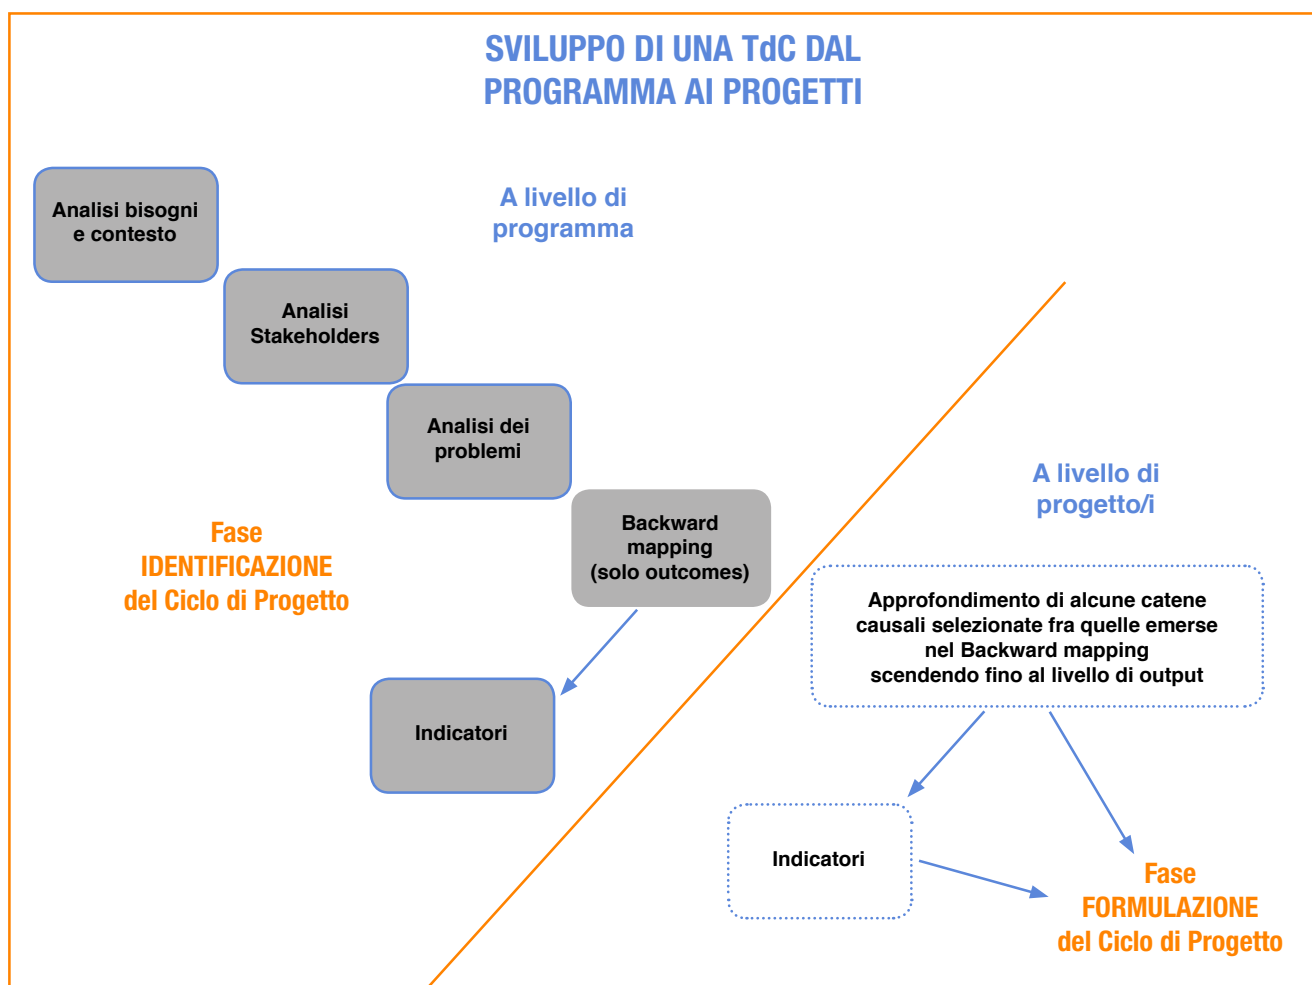 SVILUPPO DI UNA TdC DAL
PROGRAMMA AI PROGETTI
A livello di
programma
Analisi bisogni
e contesto
Analisi
Stakeholders
Analisi dei
problemi
Backward
mapping
(solo outcomes)
Fase
IDENTIFICAZIONE
del Ciclo di Progetto
Indicatori
A livello di
progetto/i
Approfondimento di alcune catene
causali selezionate fra quelle emerse
nel Backward mapping
scendendo fino al livello di output
Indicatori
Fase
FORMULAZIONE
del Ciclo di Progetto